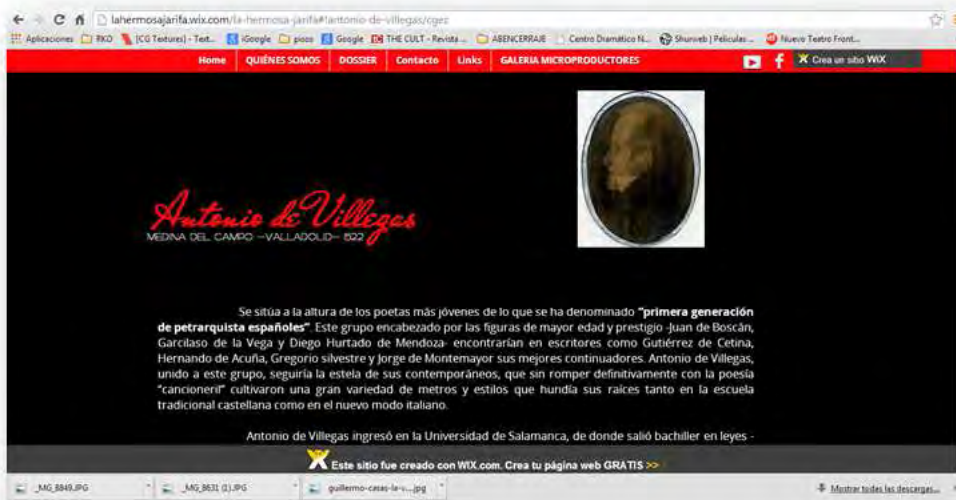 lahermosajarifa.wix.com/la-hermosa-jarifa#!antonio-de-villegas/cgez
Aplicaciones RKO [CG Textures] - Text... iGoogle pisos Google THE CULT - Revista ... ABENCERRAJE Centro Dramático N... Shurweb | Películas ... Nuevo Teatro Front...
Home QUIÉNES SOMOS DOSSIER Contacto Links GALERIA MICROPRODUCTORES f Crea un sitio WIX
Antonio de Villegas
MEDINA DEL CAMPO -VALLADOLID- 1522
Se sitúa a la altura de los poetas más jóvenes de lo que se ha denominado "primera generación
de petrarquista españoles". Este grupo encabezado por las figuras de mayor edad y prestigio -Juan de Boscán,
Garcilaso de la Vega y Diego Hurtado de Mendoza- encontrarían en escritores como Gutiérrez de Cetina,
Hernando de Acuña, Gregorio silvestre y Jorge de Montemayor sus mejores continuadores. Antonio de Villegas,
unido a este grupo, seguiría la estela de sus contemporáneos, que sin romper definitivamente con la poesía
"cancioneril" cultivaron una gran variedad de metros y estilos que hundía sus raíces tanto en la escuela
tradicional castellana como en el nuevo modo italiano.
Antonio de Villegas ingresó en la Universidad de Salamanca, de donde salió bachiller en leyes -
Este sitio fue creado con WIX.com. Crea tu página web GRATIS >>
_MG_8849.JPG _MG_8631 (1).JPG guillermo-casas-la-v....jpg Mostrar todas las descargas...